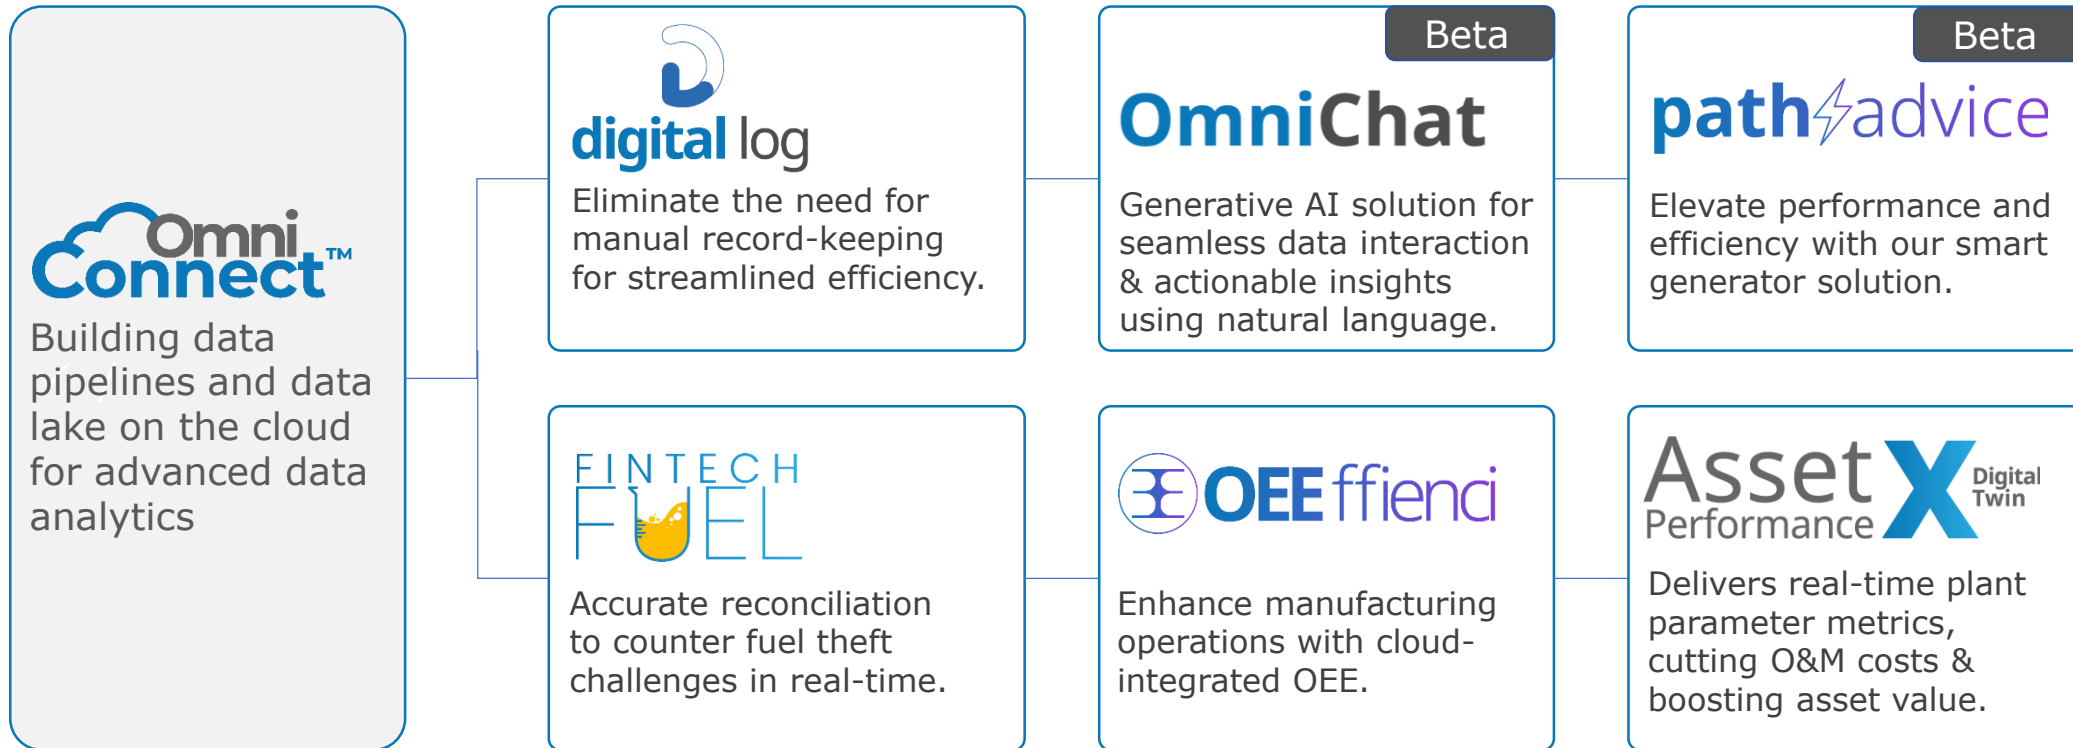 Omni
Connect™
Building data
pipelines and data
lake on the cloud
for advanced data
analytics
digital log
Eliminate the need for
manual record-keeping
for streamlined efficiency.
Beta
OmniChat
Generative AI solution for
seamless data interaction
& actionable insights
using natural language.
Beta
path advice
Elevate performance and
efficiency with our smart
generator solution.
FINTECH
FUEL
Accurate reconciliation
to counter fuel theft
challenges in real-time.
OEEffienci
Enhance manufacturing
operations with cloud-
integrated OEE.
Asset
Performance
X
Digital
Twin
Delivers real-time plant
parameter metrics,
cutting O&M costs &
boosting asset value.